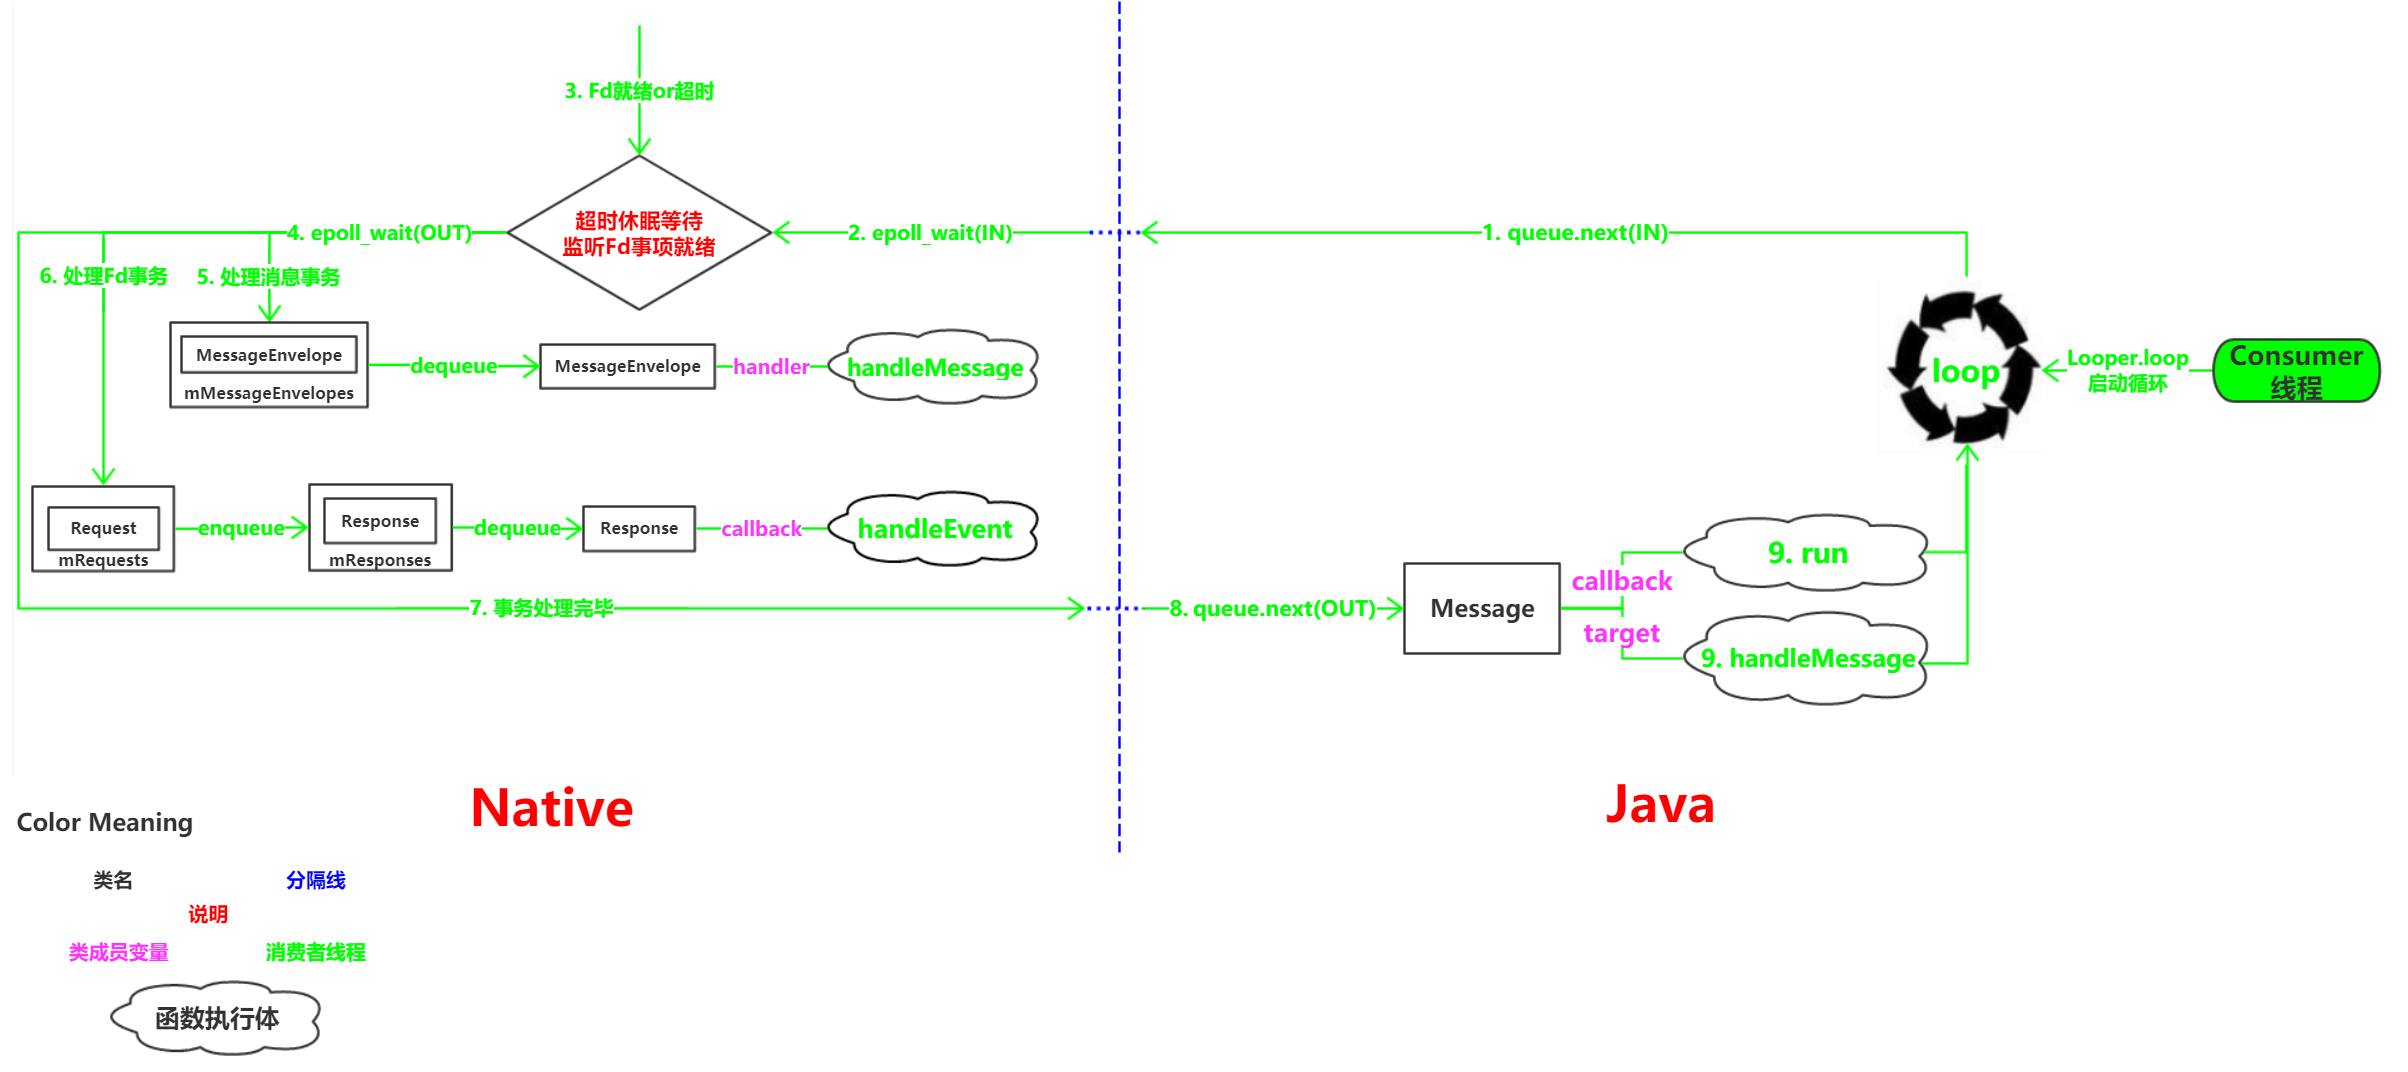 3. Fd就绪or超时
超时休眠等待
监听Fd事项就绪
4. epoll_wait(OUT)
2. epoll_wait(IN)
1. queue.next(IN)
6. 处理Fd事务
5. 处理消息事务
MessageEnvelope
mMessageEnvelopes
dequeue
MessageEnvelope
handler
handleMessage
loop
Looper.loop
启动循环
Consumer
线程
Request
mRequests
enqueue
Response
mResponses
dequeue
Response
callback
handleEvent
7. 事务处理完毕
8. queue.next(OUT)
Message
callback
target
9. run
9. handleMessage
Native
Java
Color Meaning
类名
分隔线
说明
类成员变量
消费者线程
函数执行体